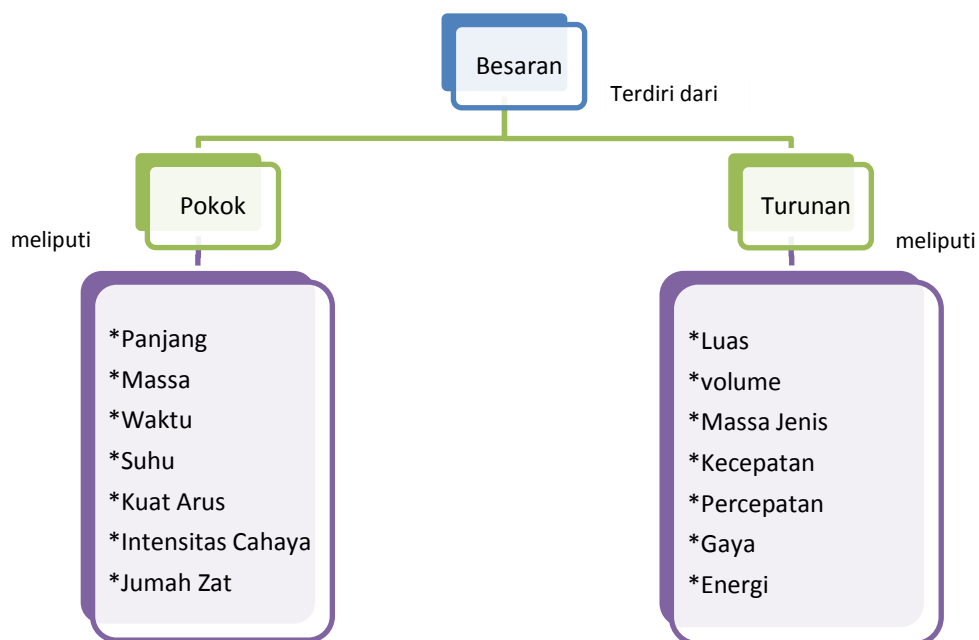 Besaran
Terdiri dari
Pokok
Turunan
meliputi
meliputi
*Panjang
*Massa
*Waktu
*Suhu
*Kuat Arus
*Intensitas Cahaya
*Jumah Zat
*Luas
*volume
*Massa Jenis
*Kecepatan
*Percepatan
*Gaya
*Energi